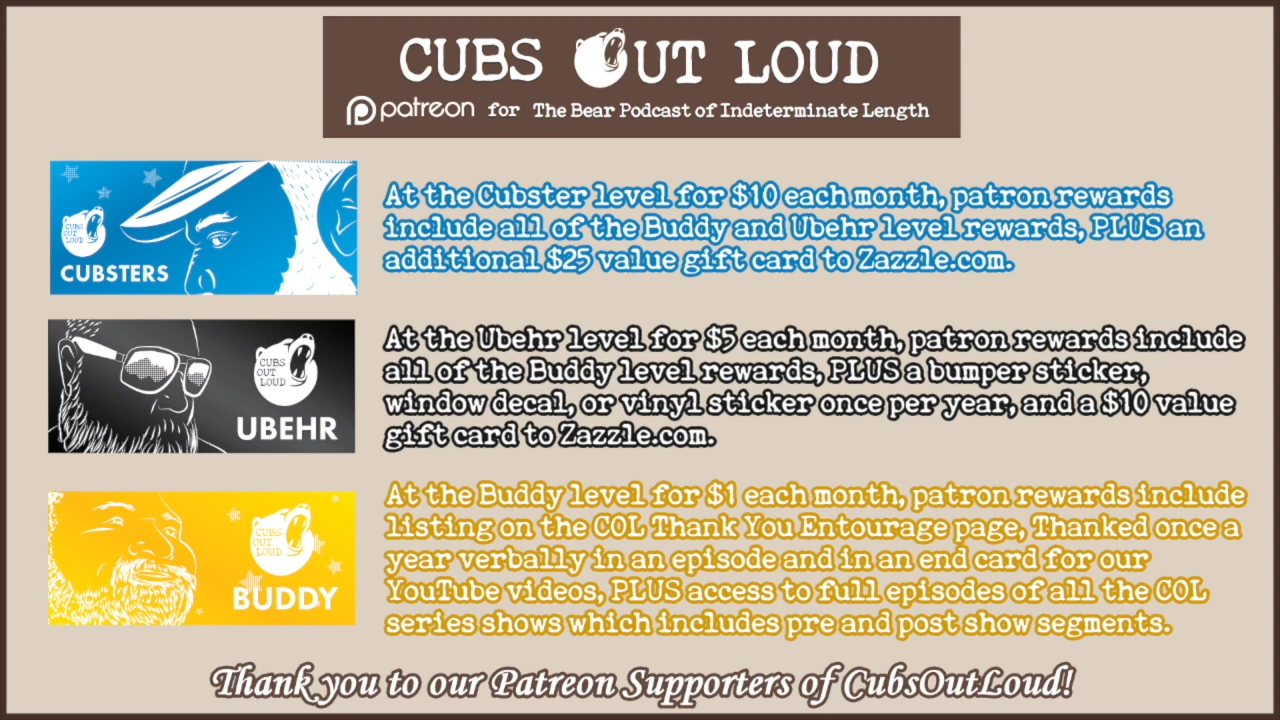 CUBS OUT LOUD
patreon for The Bear Podcast of Indeterminate Length
CUBS
OUT
LOUD
CUBSTERS
At the Cubster level for $10 each month, patron rewards
include all of the Buddy and Ubehr level rewards, PLUS an
additional $25 value gift card to Zazzle.com.
CUBS
OUT
LOUD
UBEHR
At the Ubehr level for $5 each month, patron rewards include
all of the Buddy level rewards, PLUS a bumper sticker,
window decal, or vinyl sticker once per year, and a $10 value
gift card to Zazzle.com.
CUBS
OUT
LOUD
BUDDY
At the Buddy level for $1 each month, patron rewards include
listing on the COL Thank You Entourage page, Thanked once a
year verbally in an episode and in an end card for our
YouTube videos, PLUS access to full episodes of all the COL
series shows which includes pre and post show segments.
Thank you to our Patreon Supporters of CubsOutLoud!